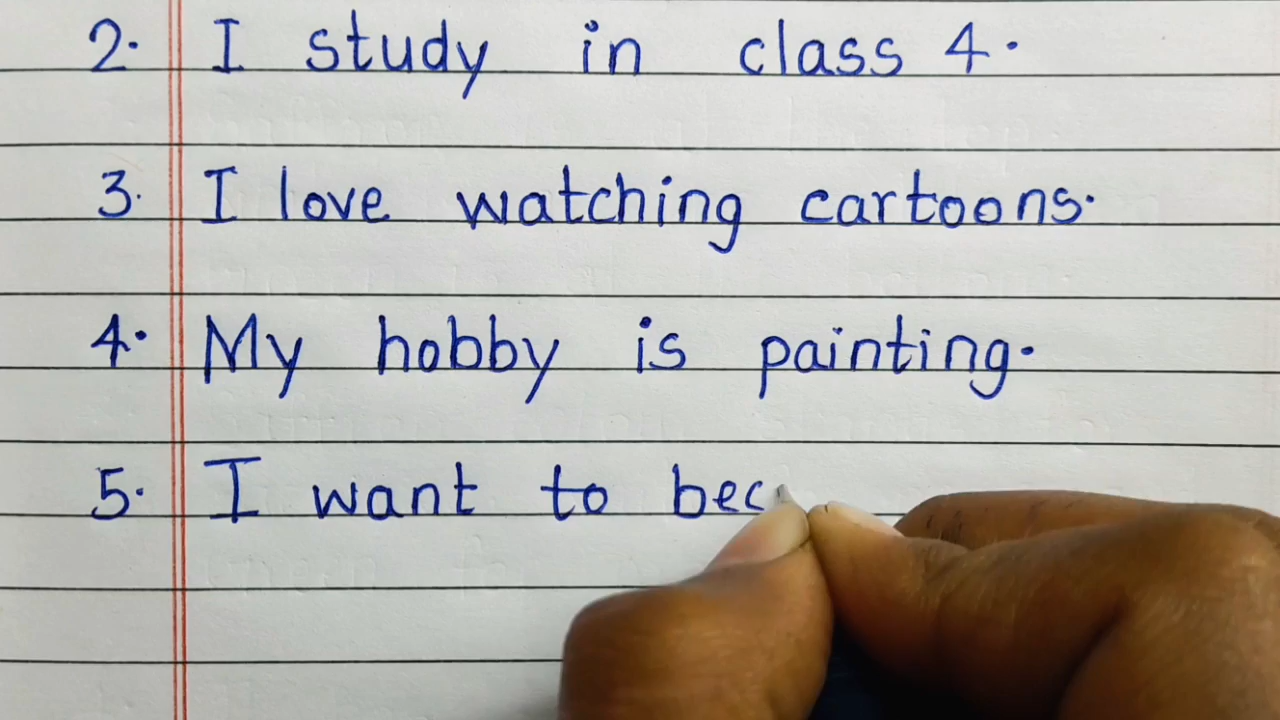 2. I study in class 4.
3. I love watching cartoons.
4. My hobby is painting.
5. I want to bec